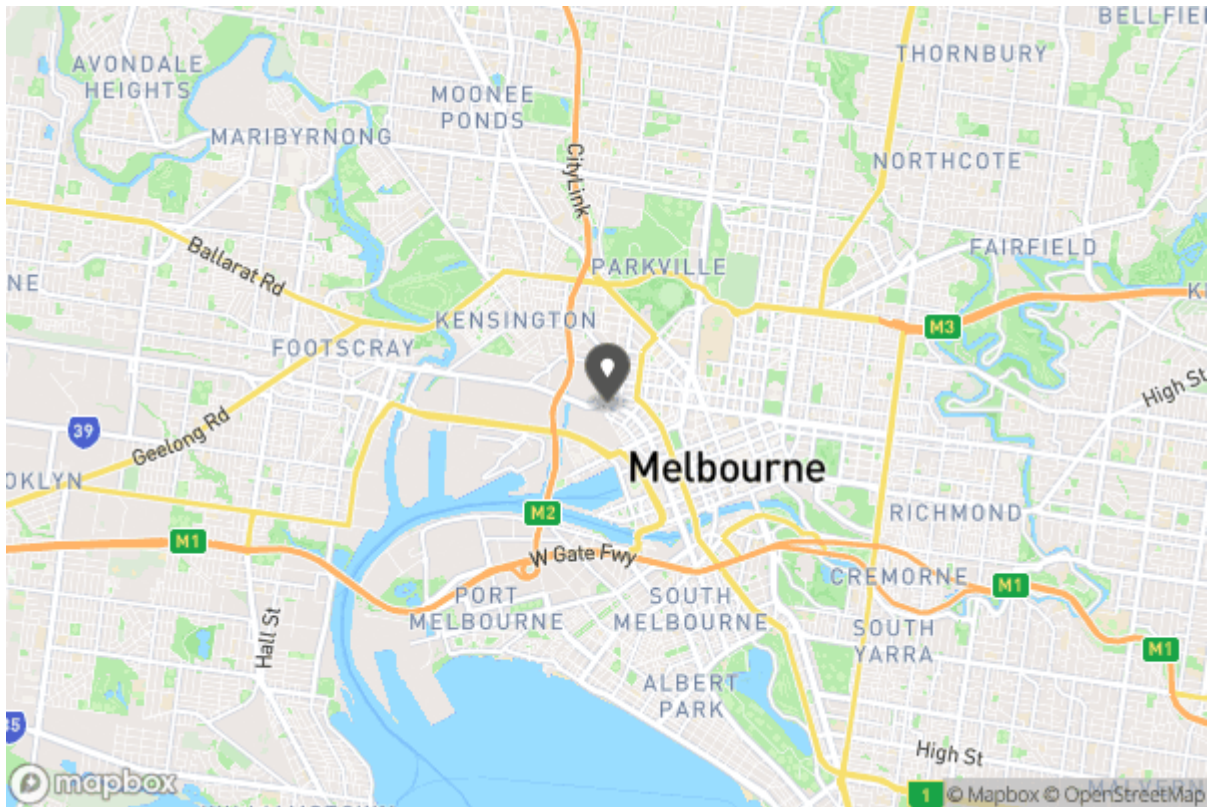 BELLFIE
AVONDALE
HEIGHTS
THORNBURY
MOONEE
PONDS
MARIBYRNONG
CityLink
NORTHCOTE
Ballarat Rd
FAIRFIELD
PARKVILLE
NE
KENSINGTON
M3
FOOTSCRAY
High St
39
Geelong Rd
Melbourne
OKLYN
M2
RICHMOND
M1
W Gate Fwy
CREMORNE
M1
PORT
MELBOURNE
SOUTH
MELBOURNE
Hall St
SOUTH
YARRA
M1
ALBERT
PARK
35
High St
mapbox
1
© Mapbox © OpenStreetMap